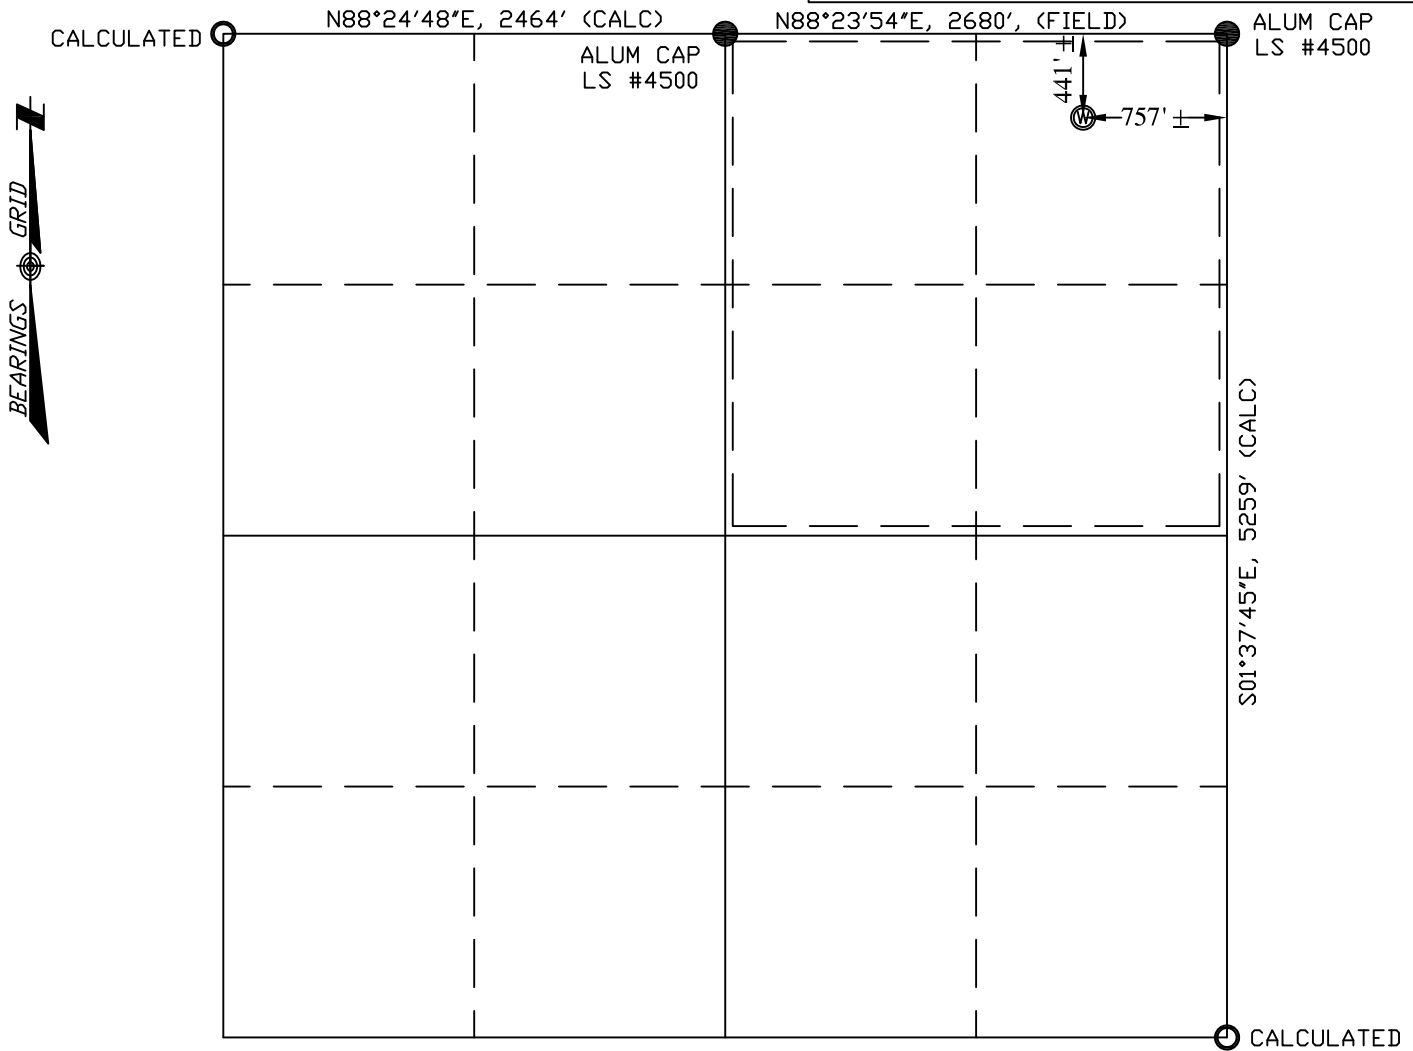 N88°24'48"E, 2464' (CALC)
N88°23'54"E, 2680', (FIELD)
CALCULATED
ALUM CAP
LS #4500
ALUM CAP
LS #4500
441' ±
W
757' ±
N
GRID
BEARINGS
S01°37'45"E, 5259' (CALC)
CALCULATED